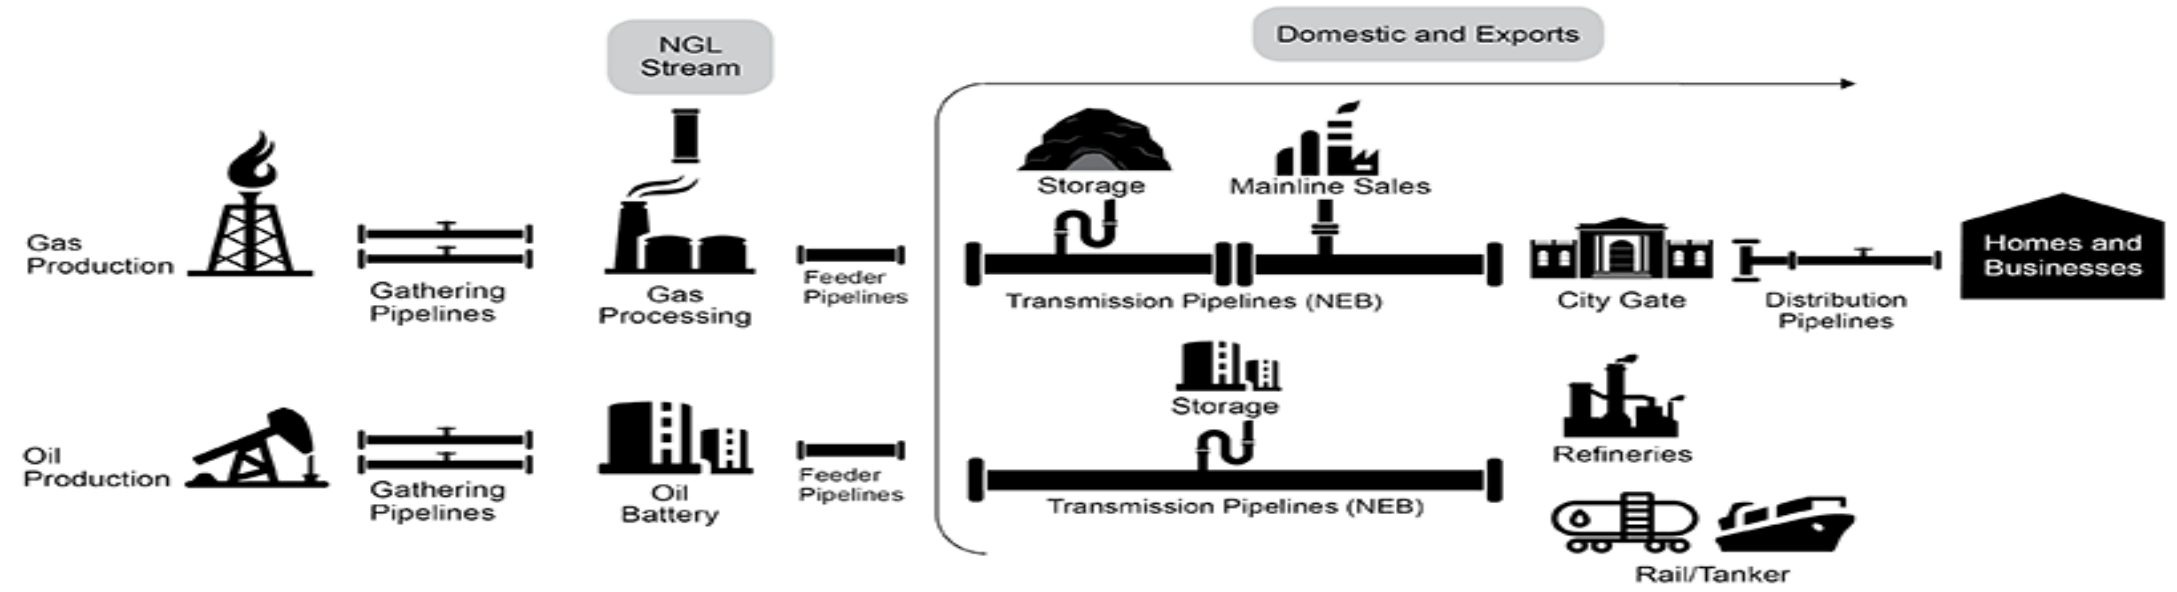 NGL
Stream
Domestic and Exports
Storage
Mainline Sales
Gas
Production
Gathering
Pipelines
Gas
Processing
Feeder
Pipelines
Transmission Pipelines (NEB)
City Gate
Distribution
Pipelines
Homes and
Businesses
Oil
Production
Gathering
Pipelines
Oil
Battery
Feeder
Pipelines
Storage
Transmission Pipelines (NEB)
Refineries
Rail/Tanker